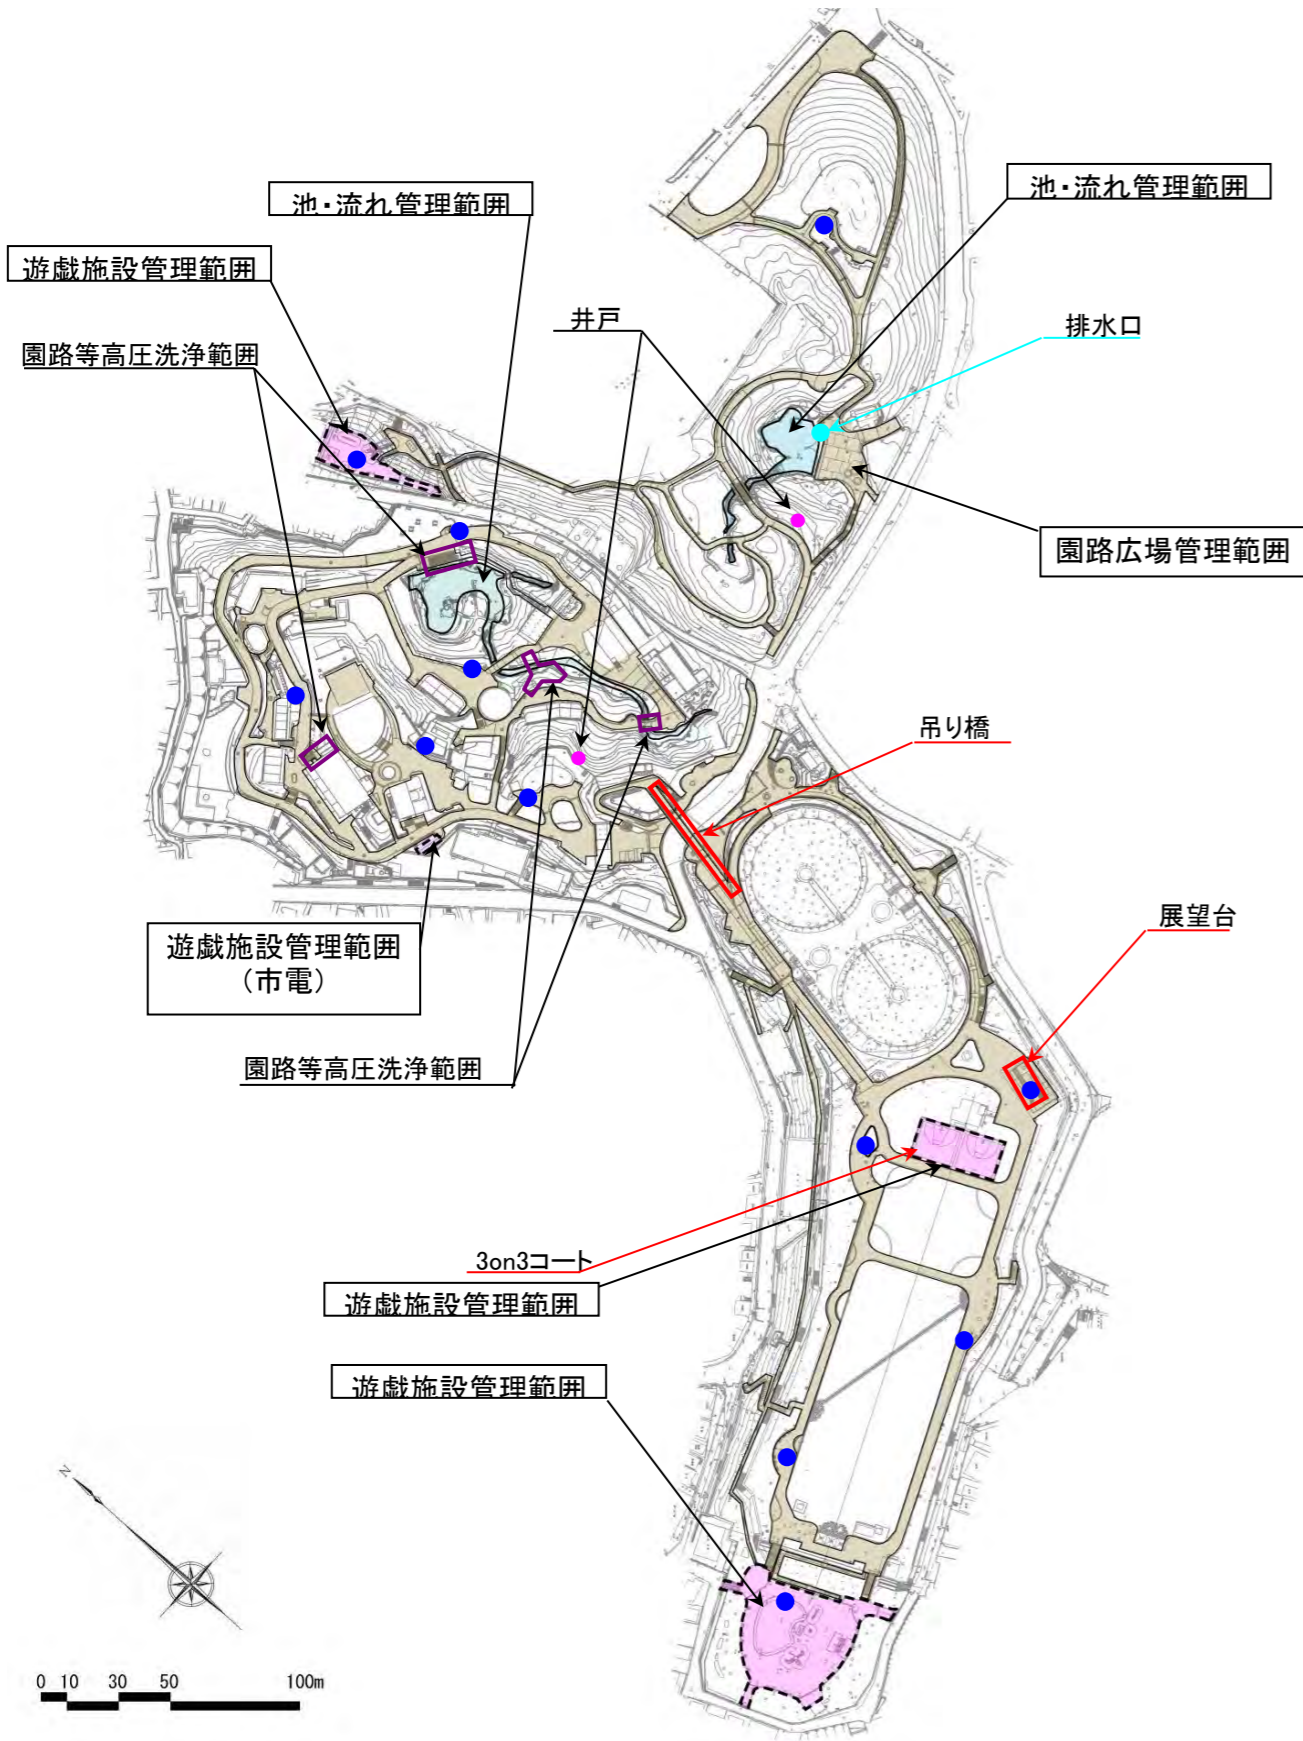 池・流れ管理範囲
池・流れ管理範囲
遊戯施設管理範囲
井戸
排水口
園路等高圧洗浄範囲
園路広場管理範囲
吊り橋
展望台
遊戯施設管理範囲
(市電)
園路等高圧洗浄範囲
3on3コート
遊戯施設管理範囲
遊戯施設管理範囲
N
0 10 30 50 100m